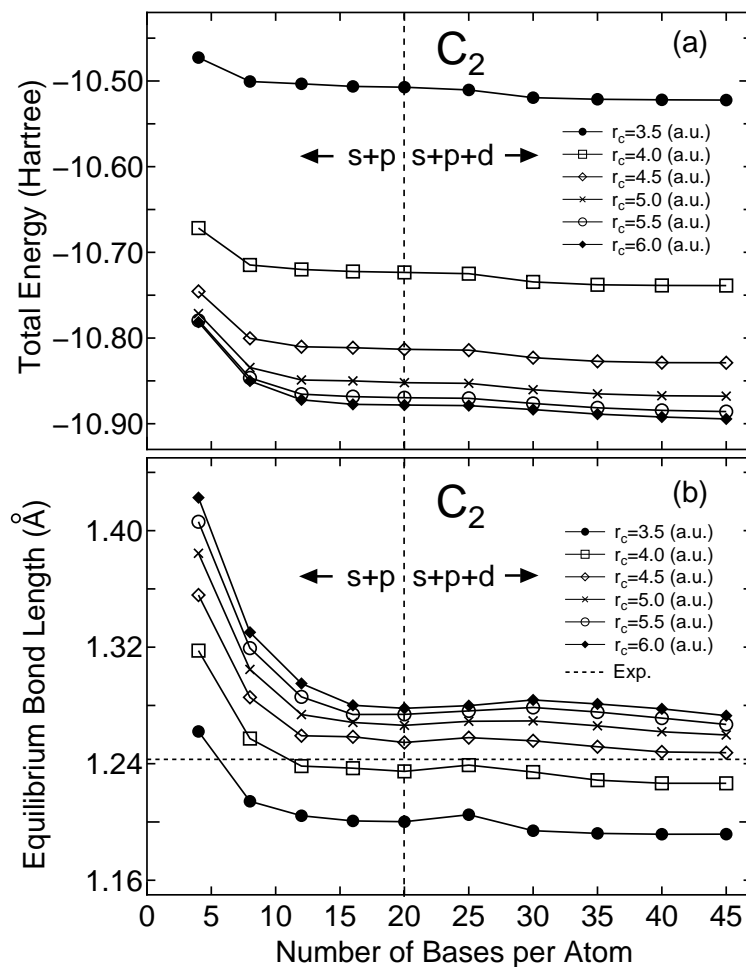 C2
(a)
−10.50
−10.60
−10.70
−10.80
−10.90
Total Energy (Hartree)
s+p s+p+d
rc=3.5 (a.u.)
rc=4.0 (a.u.)
rc=4.5 (a.u.)
rc=5.0 (a.u.)
rc=5.5 (a.u.)
rc=6.0 (a.u.)
C2
(b)
1.40
1.32
1.24
1.16
Equilibrium Bond Length (Å)
s+p s+p+d
rc=3.5 (a.u.)
rc=4.0 (a.u.)
rc=4.5 (a.u.)
rc=5.0 (a.u.)
rc=5.5 (a.u.)
rc=6.0 (a.u.)
Exp.
0 5 10 15 20 25 30 35 40 45
Number of Bases per Atom